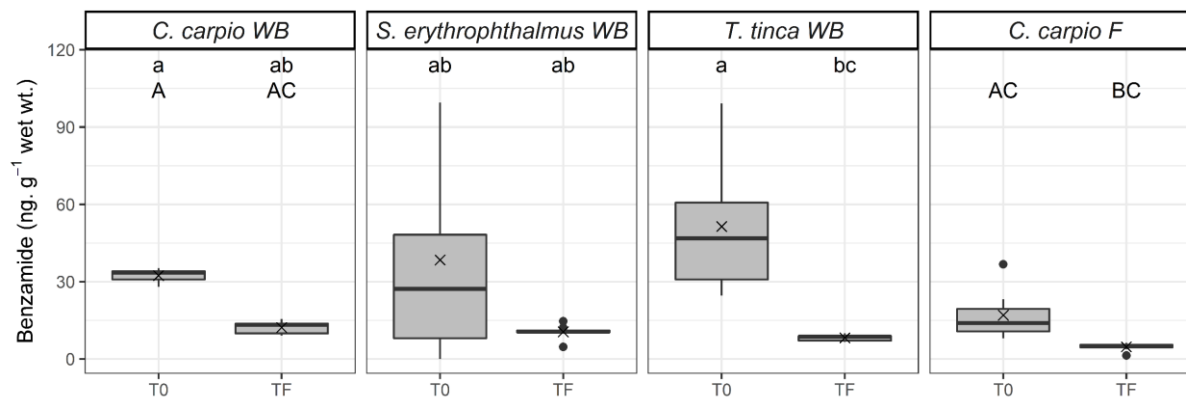 C. carpio WB S. erythrophthalmus WB T. tinca WB C. carpio F
120
a ab ab ab a bc
A AC AC BC
90
60
30
0
Benzamide (ng. g⁻¹ wet wt.)
T0 TF T0 TF T0 TF T0 TF